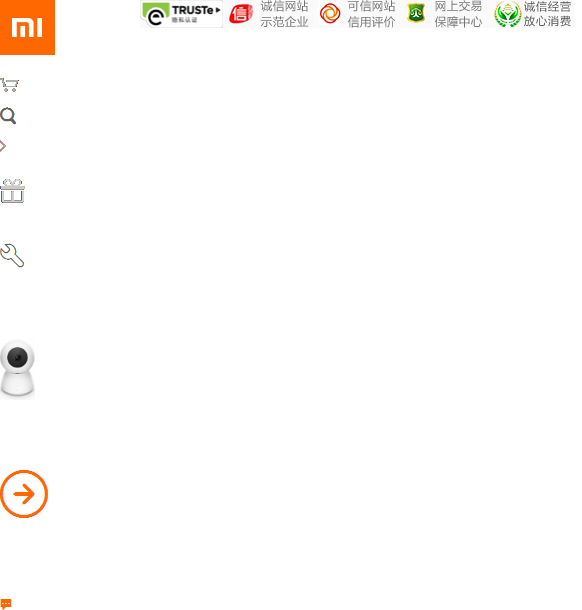 mi
TRUSTe
隐私认证
信
诚信网站
示范企业
可信网站
信用评价
网上交易
保障中心
诚信经营
放心消费